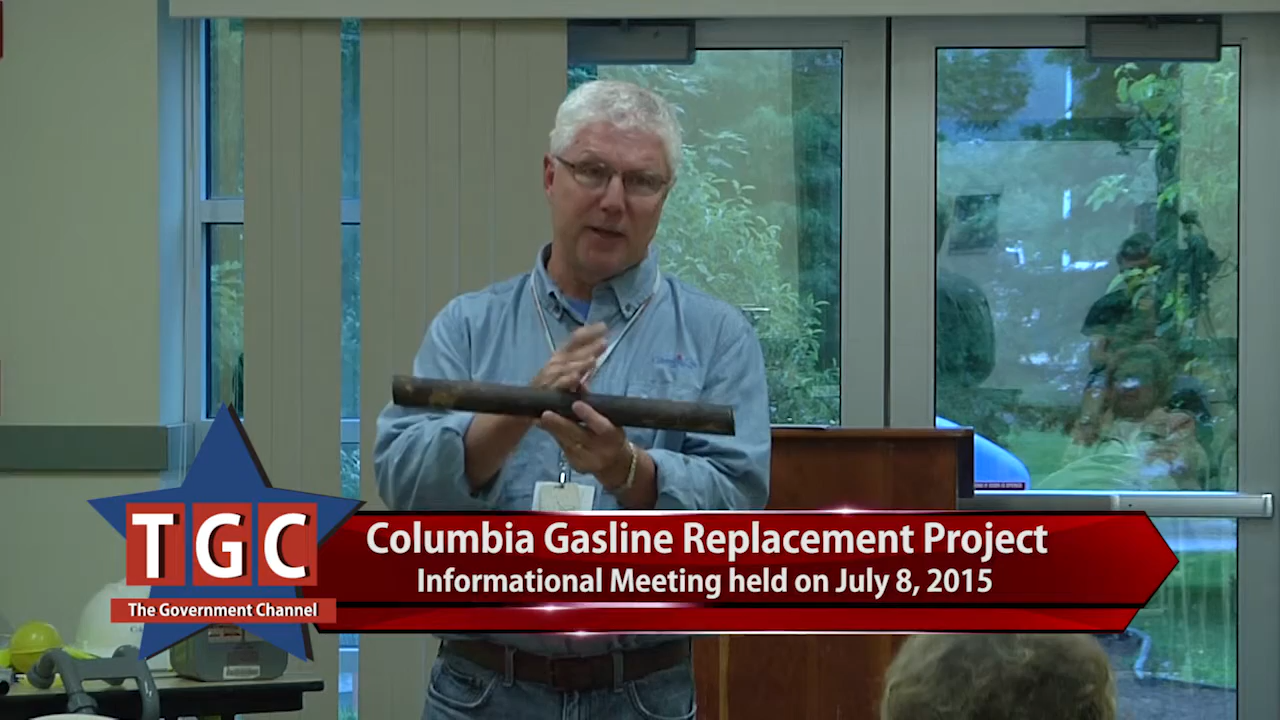 TGC
The Government Channel
Columbia Gasline Replacement Project
Informational Meeting held on July 8, 2015